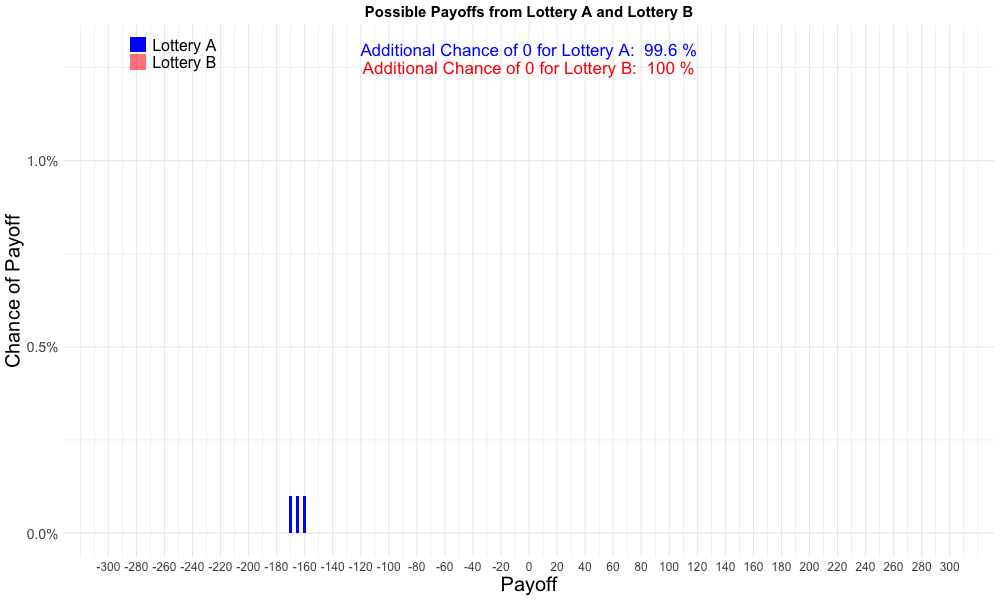 Possible Payoffs from Lottery A and Lottery B
Lottery A
Lottery B
Additional Chance of 0 for Lottery A:  99.6 %
Additional Chance of 0 for Lottery B:  100 %
Chance of Payoff
1.0%
0.5%
0.0%
-300 -280 -260 -240 -220 -200 -180 -160 -140 -120 -100 -80 -60 -40 -20 0 20 40 60 80 100 120 140 160 180 200 220 240 260 280 300
Payoff